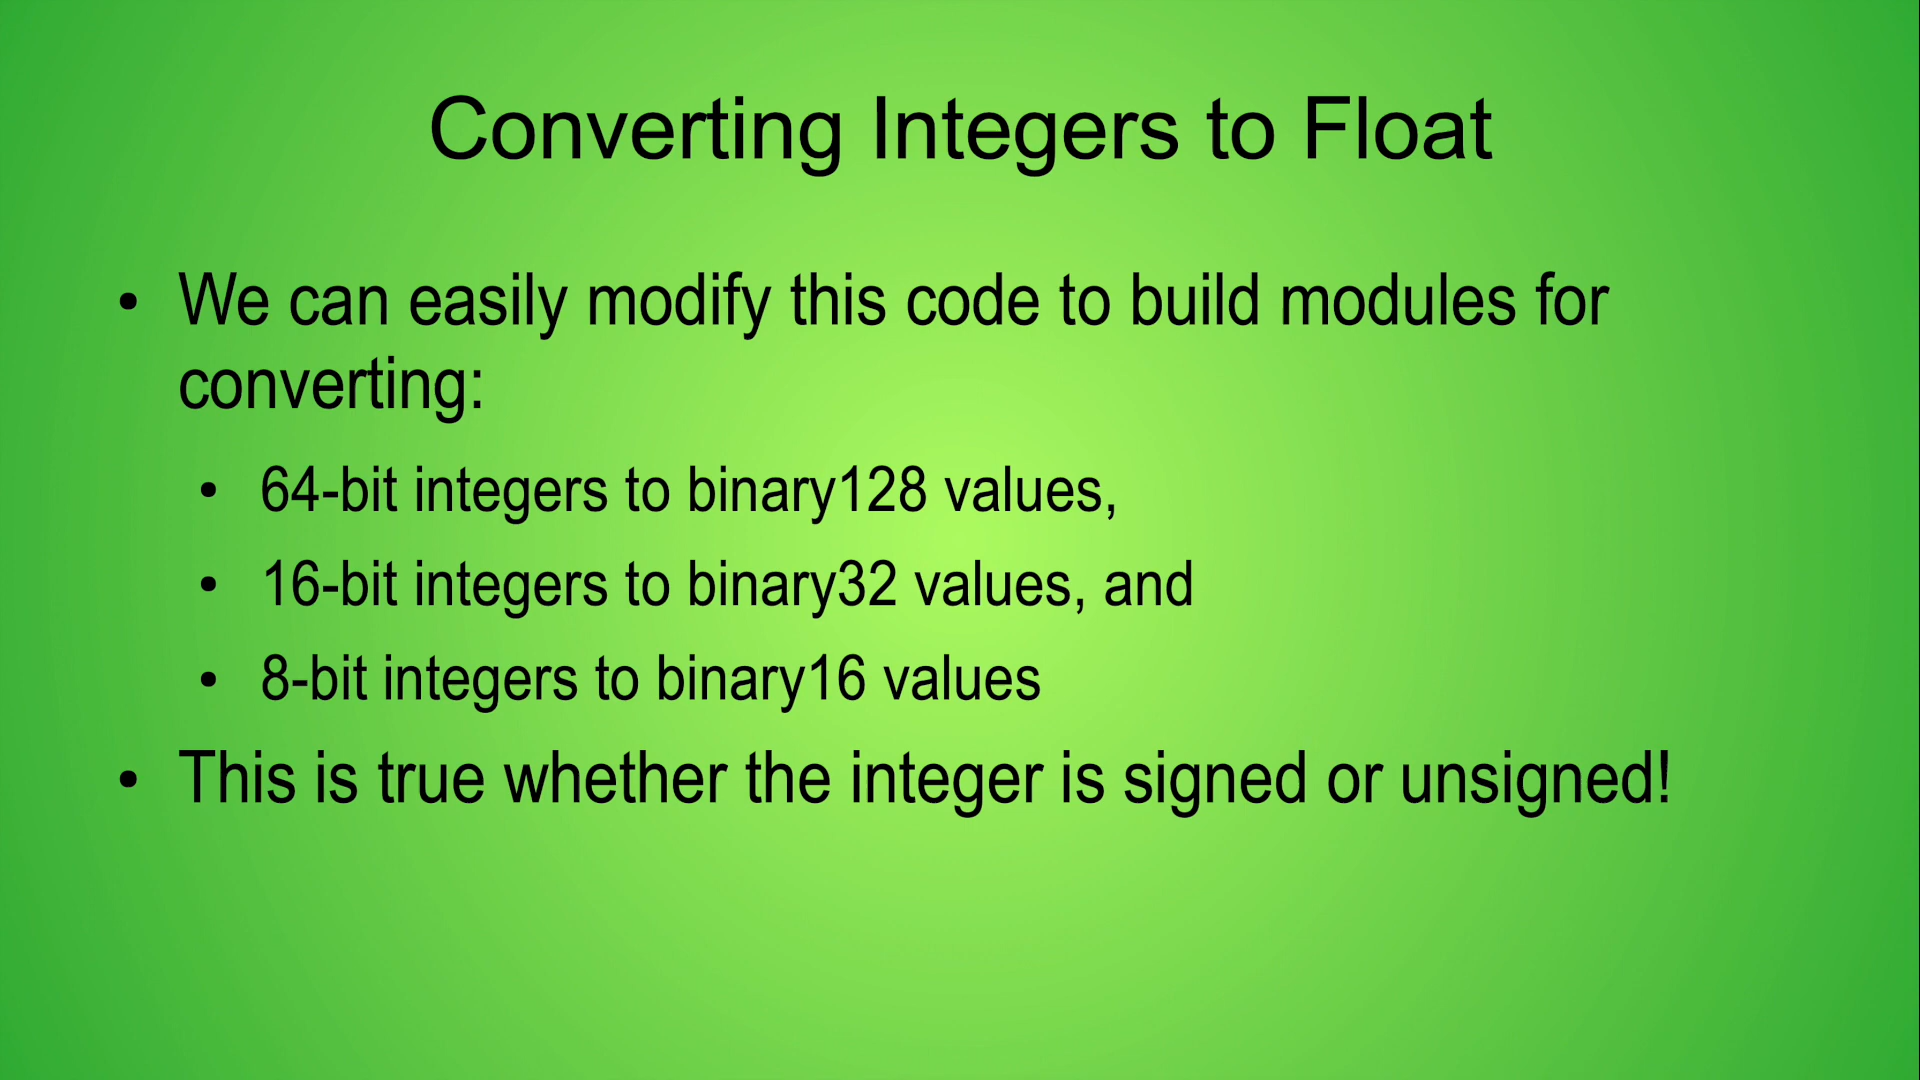 Converting Integers to Float
• We can easily modify this code to build modules for
converting:
• 64-bit integers to binary128 values,
• 16-bit integers to binary32 values, and
• 8-bit integers to binary16 values
• This is true whether the integer is signed or unsigned!